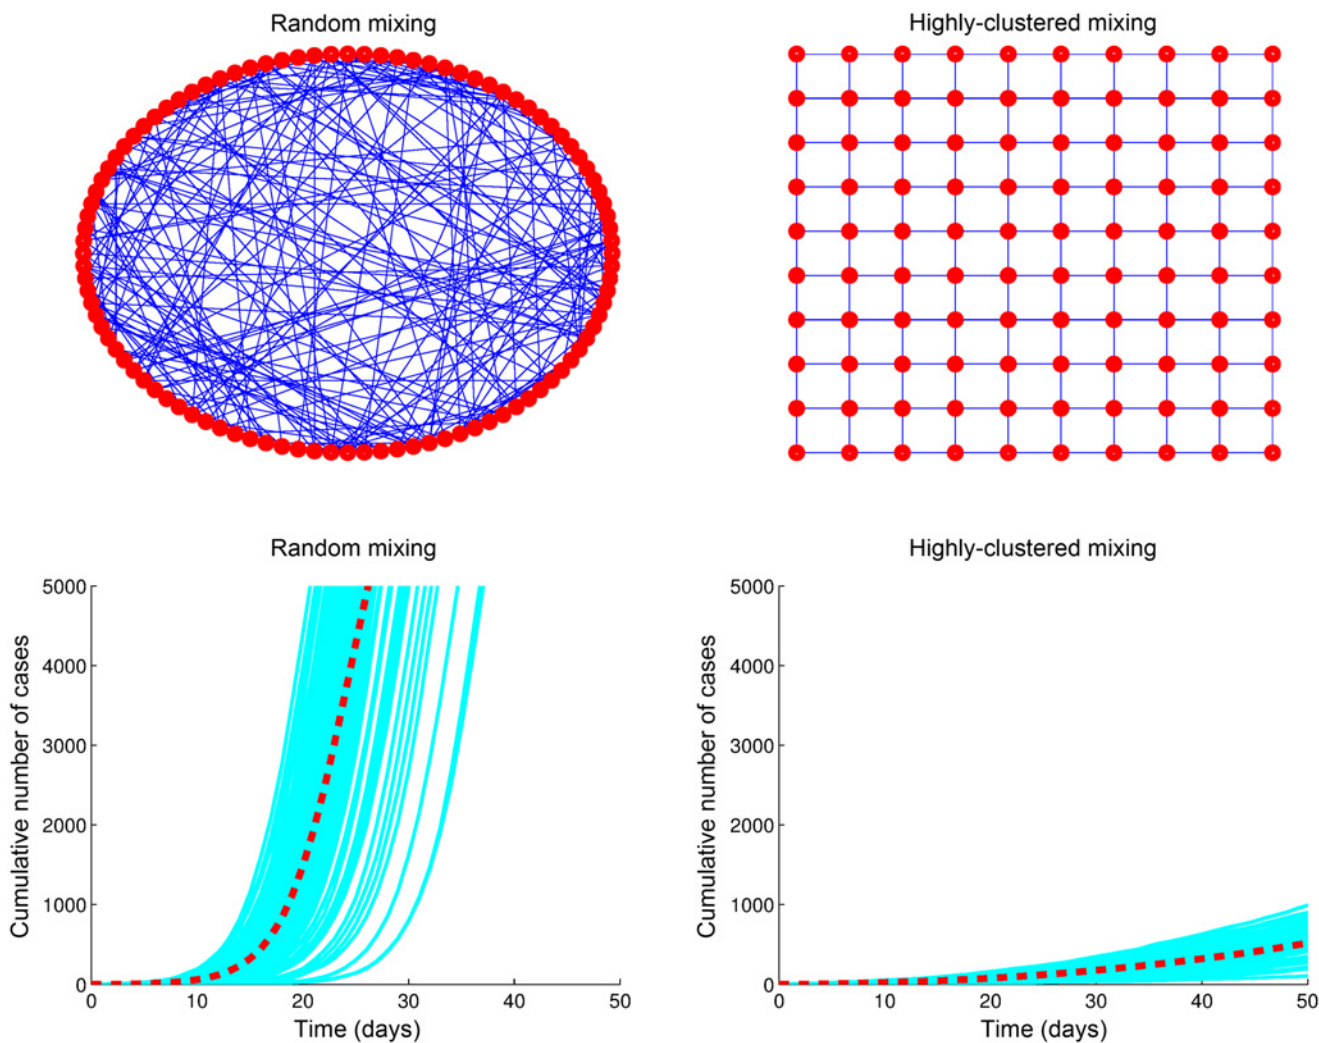 Random mixing
Highly-clustered mixing
Random mixing
5000
4000
3000
2000
1000
0
Cumulative number of cases
0 10 20 30 40 50
Time (days)
Highly-clustered mixing
5000
4000
3000
2000
1000
0
Cumulative number of cases
0 10 20 30 40 50
Time (days)